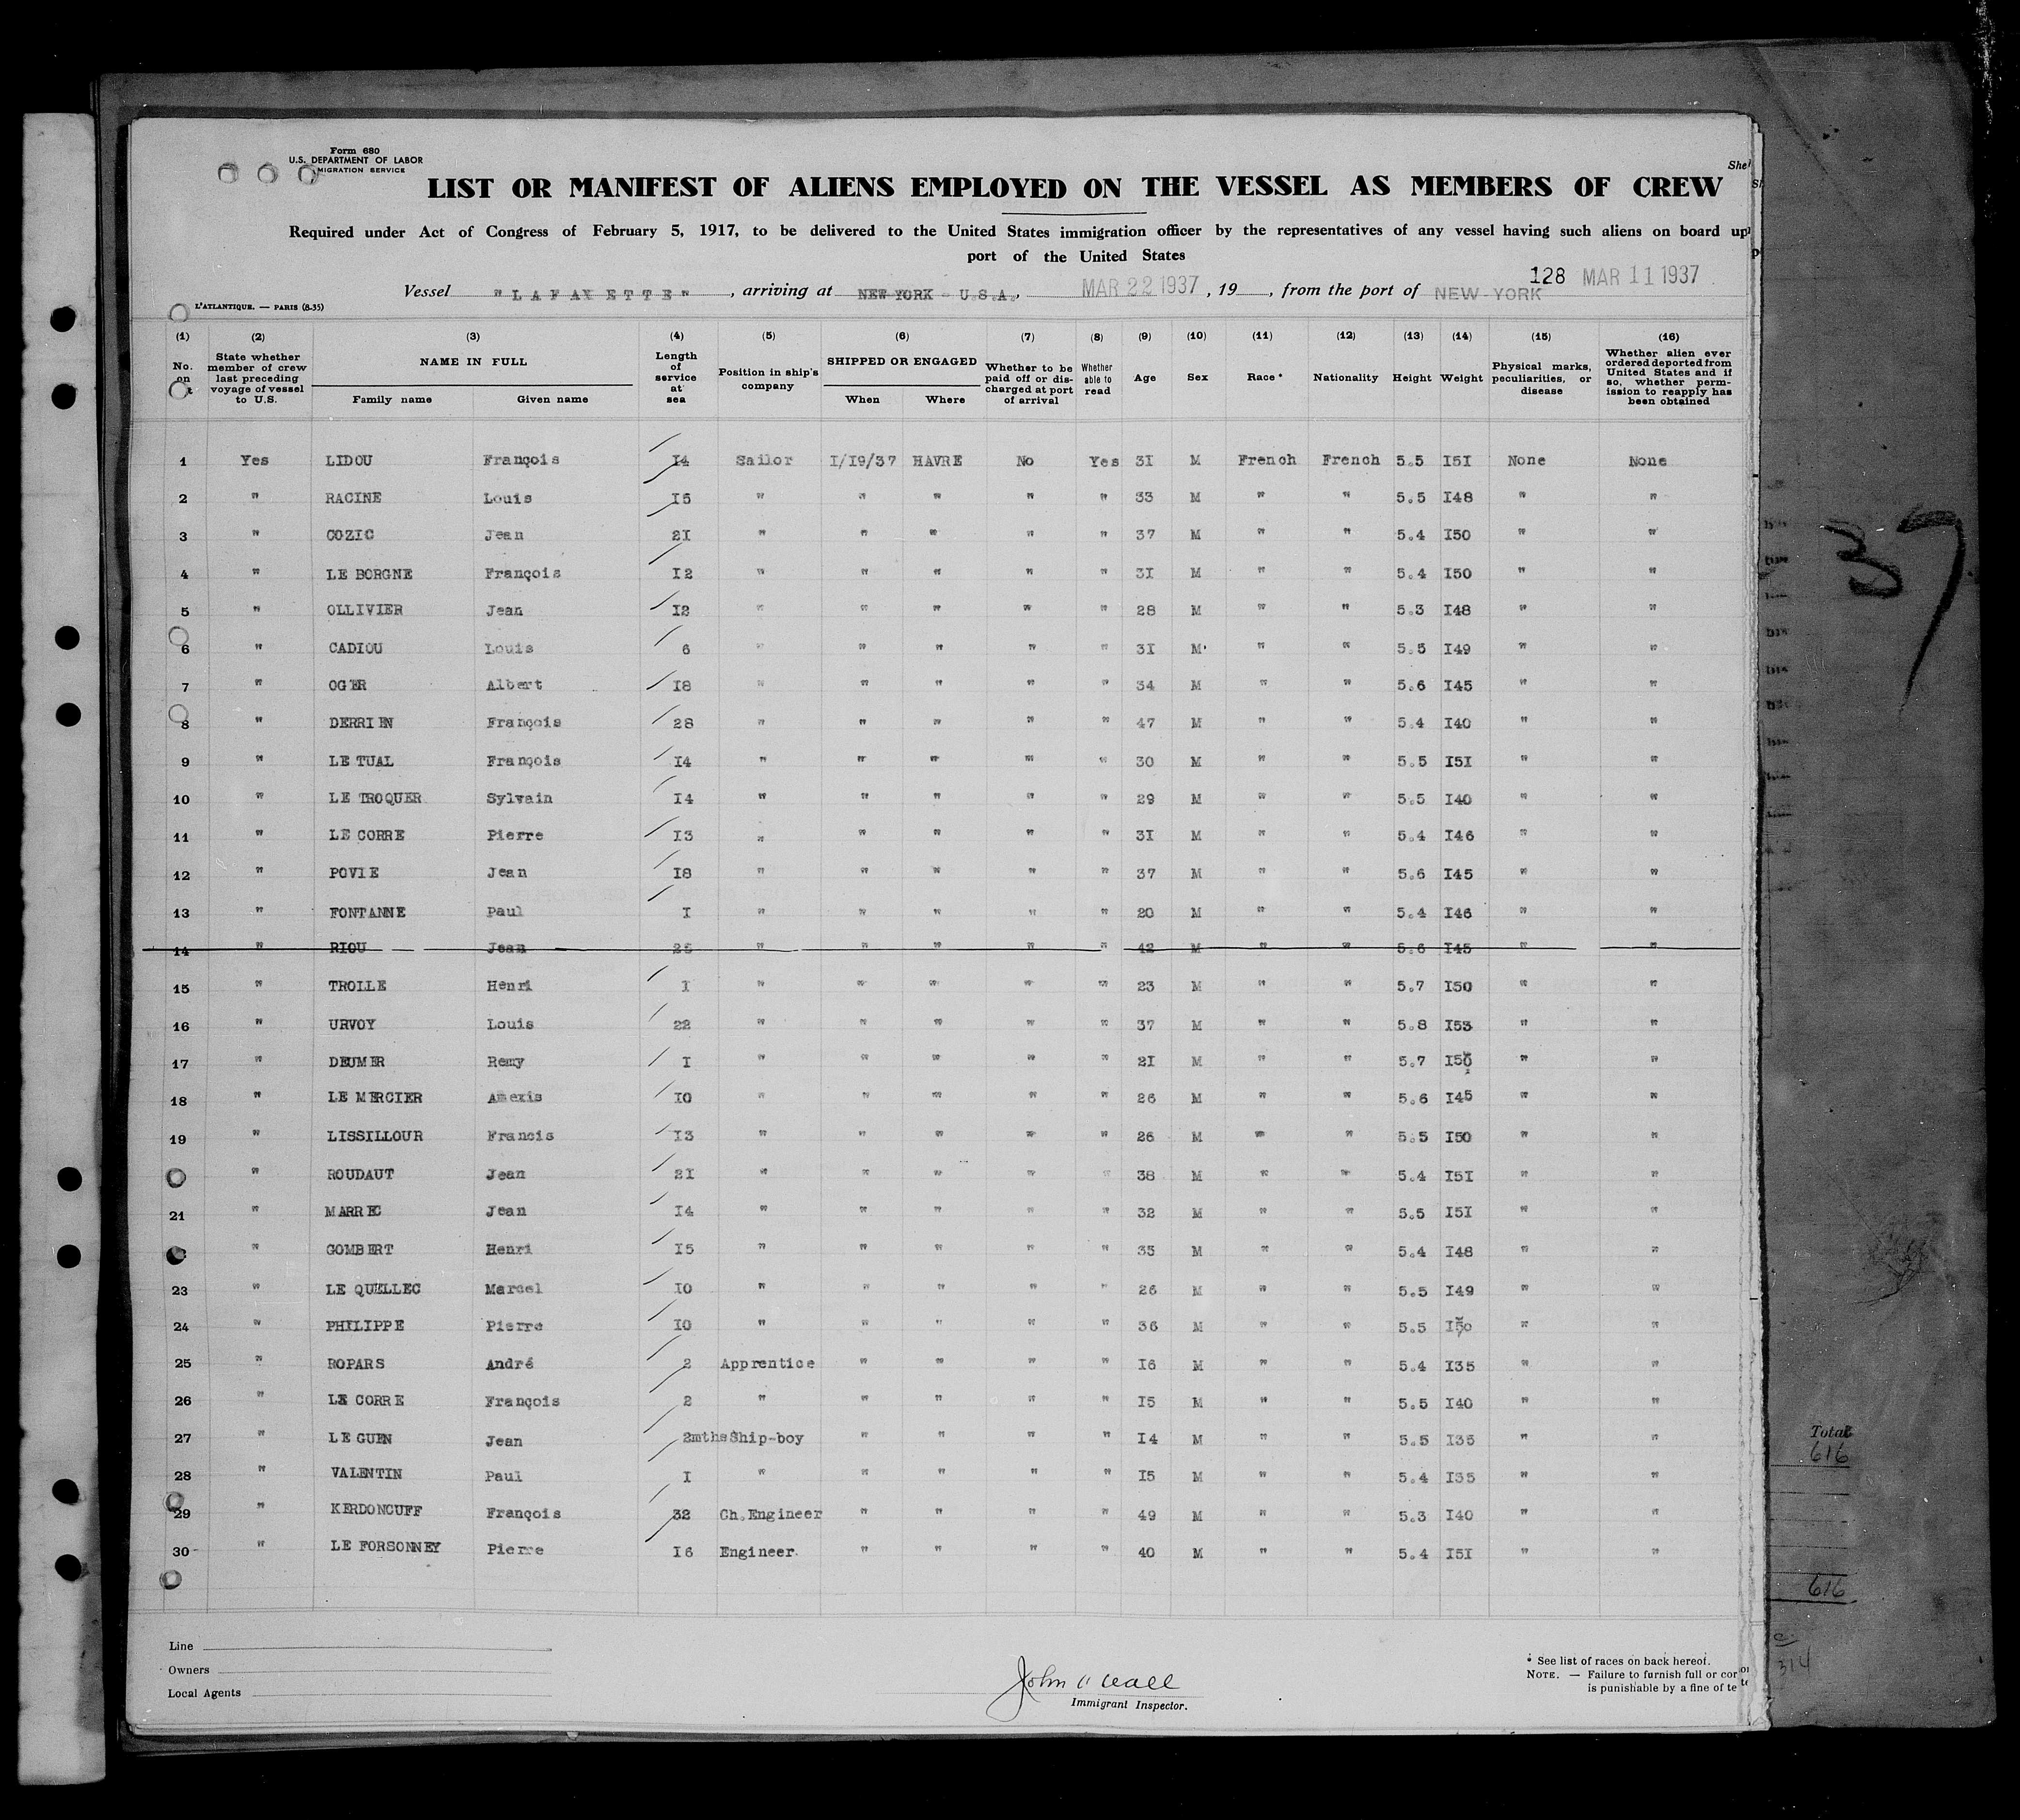 Form 680
U.S. DEPARTMENT OF LABOR
MIGRATION SERVICE
She
LIST OR MANIFEST OF ALIENS EMPLOYED ON THE VESSEL AS MEMBERS OF CREW
Required under Act of Congress of February 5, 1917, to be delivered to the United States immigration officer by the representatives of any vessel having such aliens on board up
port of the United States
128 MAR 11 1937
Vessel "LAFAYETTE", arriving at NEW YORK - U.S.A., MAR 22 1937, 19 , from the port of NEW YORK
L'ATLANTIQUE. — PARIS (8-35)
(1) (2) (3) (4) (5) (6) (7) (8) (9) (10) (11) (12) (13) (14) (15) (16)
No. on State whether member of crew last preceding voyage of vessel to U.S. NAME IN FULL Family name Given name Length of service at sea Position in ship's company SHIPPED OR ENGAGED When Where Whether to be paid off or discharged at port of arrival Whether able to read Age Sex Race * Nationality Height Weight Physical marks, peculiarities, or disease Whether alien ever ordered deported from United States and if so, whether permission to reapply has been obtained
1 Yes LIDOU François I4 Sailor I/I9/37 HAVRE No Yes 3I M French French 5.5 I5I None None
2 " RACINE Louis I5 " " " " " 33 M " " 5.5 I48 " "
3 " COZIC Jean 2I " " " " " 37 M " " 5.4 I50 " "
4 " LE BORGNE François I2 " " " " " 3I M " " 5.4 I50 " "
5 " OLLIVIER Jean I2 " " " " " 28 M " " 5.3 I48 " "
6 " CADIOU Louis 6 " " " " " 3I M " " 5.5 I49 " "
7 " OGER Albert I8 " " " " " 34 M " " 5.6 I45 " "
8 " DERRIEN François 28 " " " " " 47 M " " 5.4 I40 " "
9 " LE TUAL François I4 " " " " " 30 M " " 5.5 I5I " "
10 " LE TROQUER Sylvain I4 " " " " " 29 M " " 5.5 I40 " "
11 " LE CORRE Pierre I3 " " " " " 3I M " " 5.4 I46 " "
12 " POVIE Jean I8 " " " " " 37 M " " 5.6 I45 " "
13 " FONTANNE Paul I " " " " " 20 M " " 5.4 I46 " "
14 " RIOU Jean 25 " " " " " 42 M " " 5.6 I45 " "
15 " TROLLE Henri I " " " " " 23 M " " 5.7 I50 " "
16 " URVOY Louis 22 " " " " " 37 M " " 5.8 I53 " "
17 " DEUMER Remy I " " " " " 2I M " " 5.7 I50 " "
18 " LE MERCIER Amexis I0 " " " " " 26 M " " 5.6 I45 " "
19 " LISSILLOUR Francis I3 " " " " " 26 M " " 5.5 I50 " "
" ROUDAUT Jean 2I " " " " " 38 M " " 5.4 I5I " "
21 " MARREC Jean I4 " " " " " 32 M " " 5.5 I5I " "
" GOMBERT Henri I5 " " " " " 35 M " " 5.4 I48 " "
23 " LE QUELLEC Marcel I0 " " " " " 26 M " " 5.5 I49 " "
24 " PHILIPPE Pierre I0 " " " " " 36 M " " 5.5 I50 " "
25 " ROPARS André 2 Apprentice " " " " I6 M " " 5.4 I35 " "
26 " LE CORRE François 2 " " " " " I5 M " " 5.5 I40 " "
27 " LE GUEN Jean 2mths Ship-boy " " " " I4 M " " 5.5 I35 " "
28 " VALENTIN Paul I " " " " " I5 M " " 5.4 I35 " "
29 " KERDONCUFF François 32 Ch.Engineer " " " " 49 M " " 5.3 I40 " "
30 " LE FORSONNEY Pierre I6 Engineer " " " " 40 M " " 5.4 I5I " "
37
Total
616
616
314
Line
Owners
Local Agents
Immigrant Inspector.
* See list of races on back hereof.
NOTE. — Failure to furnish full or cor
is punishable by a fine of te